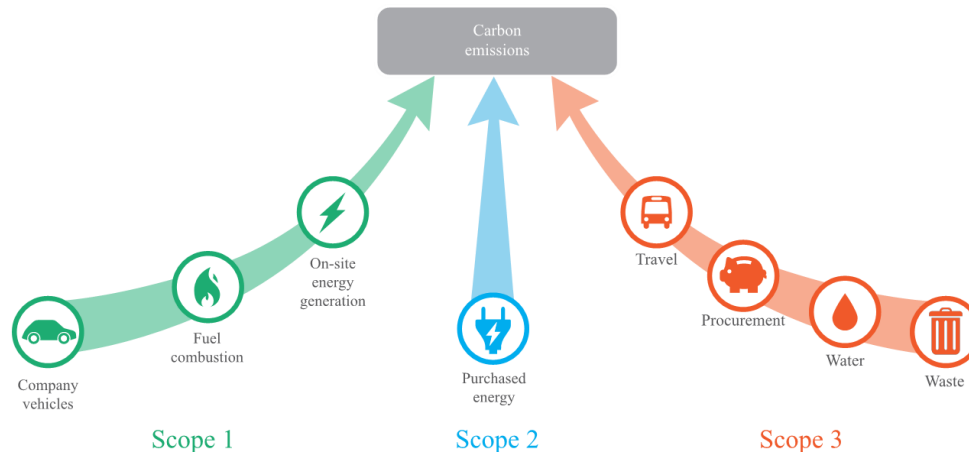 Carbon
emissions
On-site
energy
generation
Travel
Procurement
Fuel
combustion
Water
Company
vehicles
Purchased
energy
Waste
Scope 1
Scope 2
Scope 3